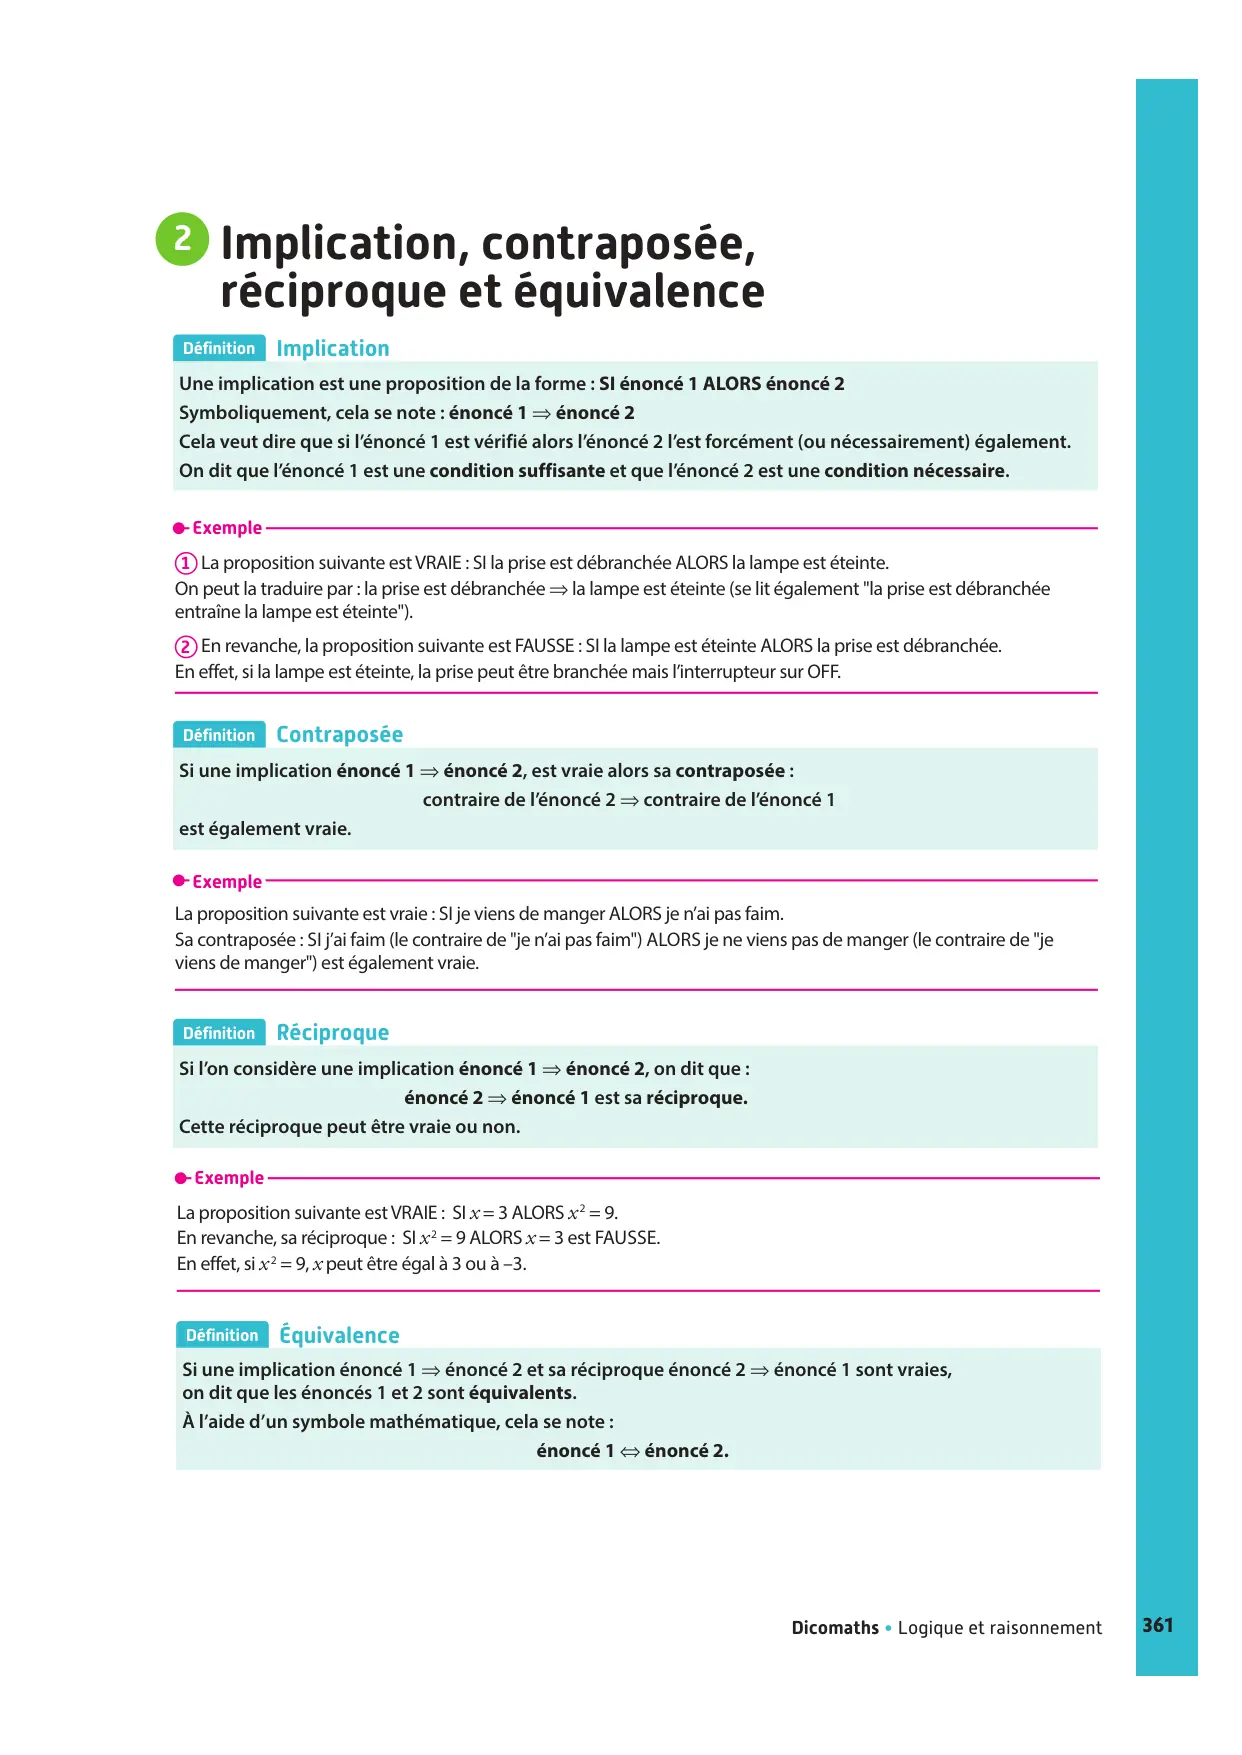 2 Implication, contraposée,
réciproque et équivalence
Définition Implication
Une implication est une proposition de la forme : SI énoncé 1 ALORS énoncé 2
Symboliquement, cela se note : énoncé 1 ⇒ énoncé 2
Cela veut dire que si l’énoncé 1 est vérifié alors l’énoncé 2 l’est forcément (ou nécessairement) également.
On dit que l’énoncé 1 est une condition suffisante et que l’énoncé 2 est une condition nécessaire.
Exemple
1 La proposition suivante est VRAIE : SI la prise est débranchée ALORS la lampe est éteinte.
On peut la traduire par : la prise est débranchée ⇒ la lampe est éteinte (se lit également "la prise est débranchée
entraîne la lampe est éteinte").
2 En revanche, la proposition suivante est FAUSSE : SI la lampe est éteinte ALORS la prise est débranchée.
En effet, si la lampe est éteinte, la prise peut être branchée mais l’interrupteur sur OFF.
Définition Contraposée
Si une implication énoncé 1 ⇒ énoncé 2, est vraie alors sa contraposée :
contraire de l’énoncé 2 ⇒ contraire de l’énoncé 1
est également vraie.
Exemple
La proposition suivante est vraie : SI je viens de manger ALORS je n’ai pas faim.
Sa contraposée : SI j’ai faim (le contraire de "je n’ai pas faim") ALORS je ne viens pas de manger (le contraire de "je
viens de manger") est également vraie.
Définition Réciproque
Si l’on considère une implication énoncé 1 ⇒ énoncé 2, on dit que :
énoncé 2 ⇒ énoncé 1 est sa réciproque.
Cette réciproque peut être vraie ou non.
Exemple
La proposition suivante est VRAIE : SI x = 3 ALORS x² = 9.
En revanche, sa réciproque : SI x² = 9 ALORS x = 3 est FAUSSE.
En effet, si x² = 9, x peut être égal à 3 ou à –3.
Définition Équivalence
Si une implication énoncé 1 ⇒ énoncé 2 et sa réciproque énoncé 2 ⇒ énoncé 1 sont vraies,
on dit que les énoncés 1 et 2 sont équivalents.
À l’aide d’un symbole mathématique, cela se note :
énoncé 1 ⇔ énoncé 2.
Dicomaths • Logique et raisonnement 361